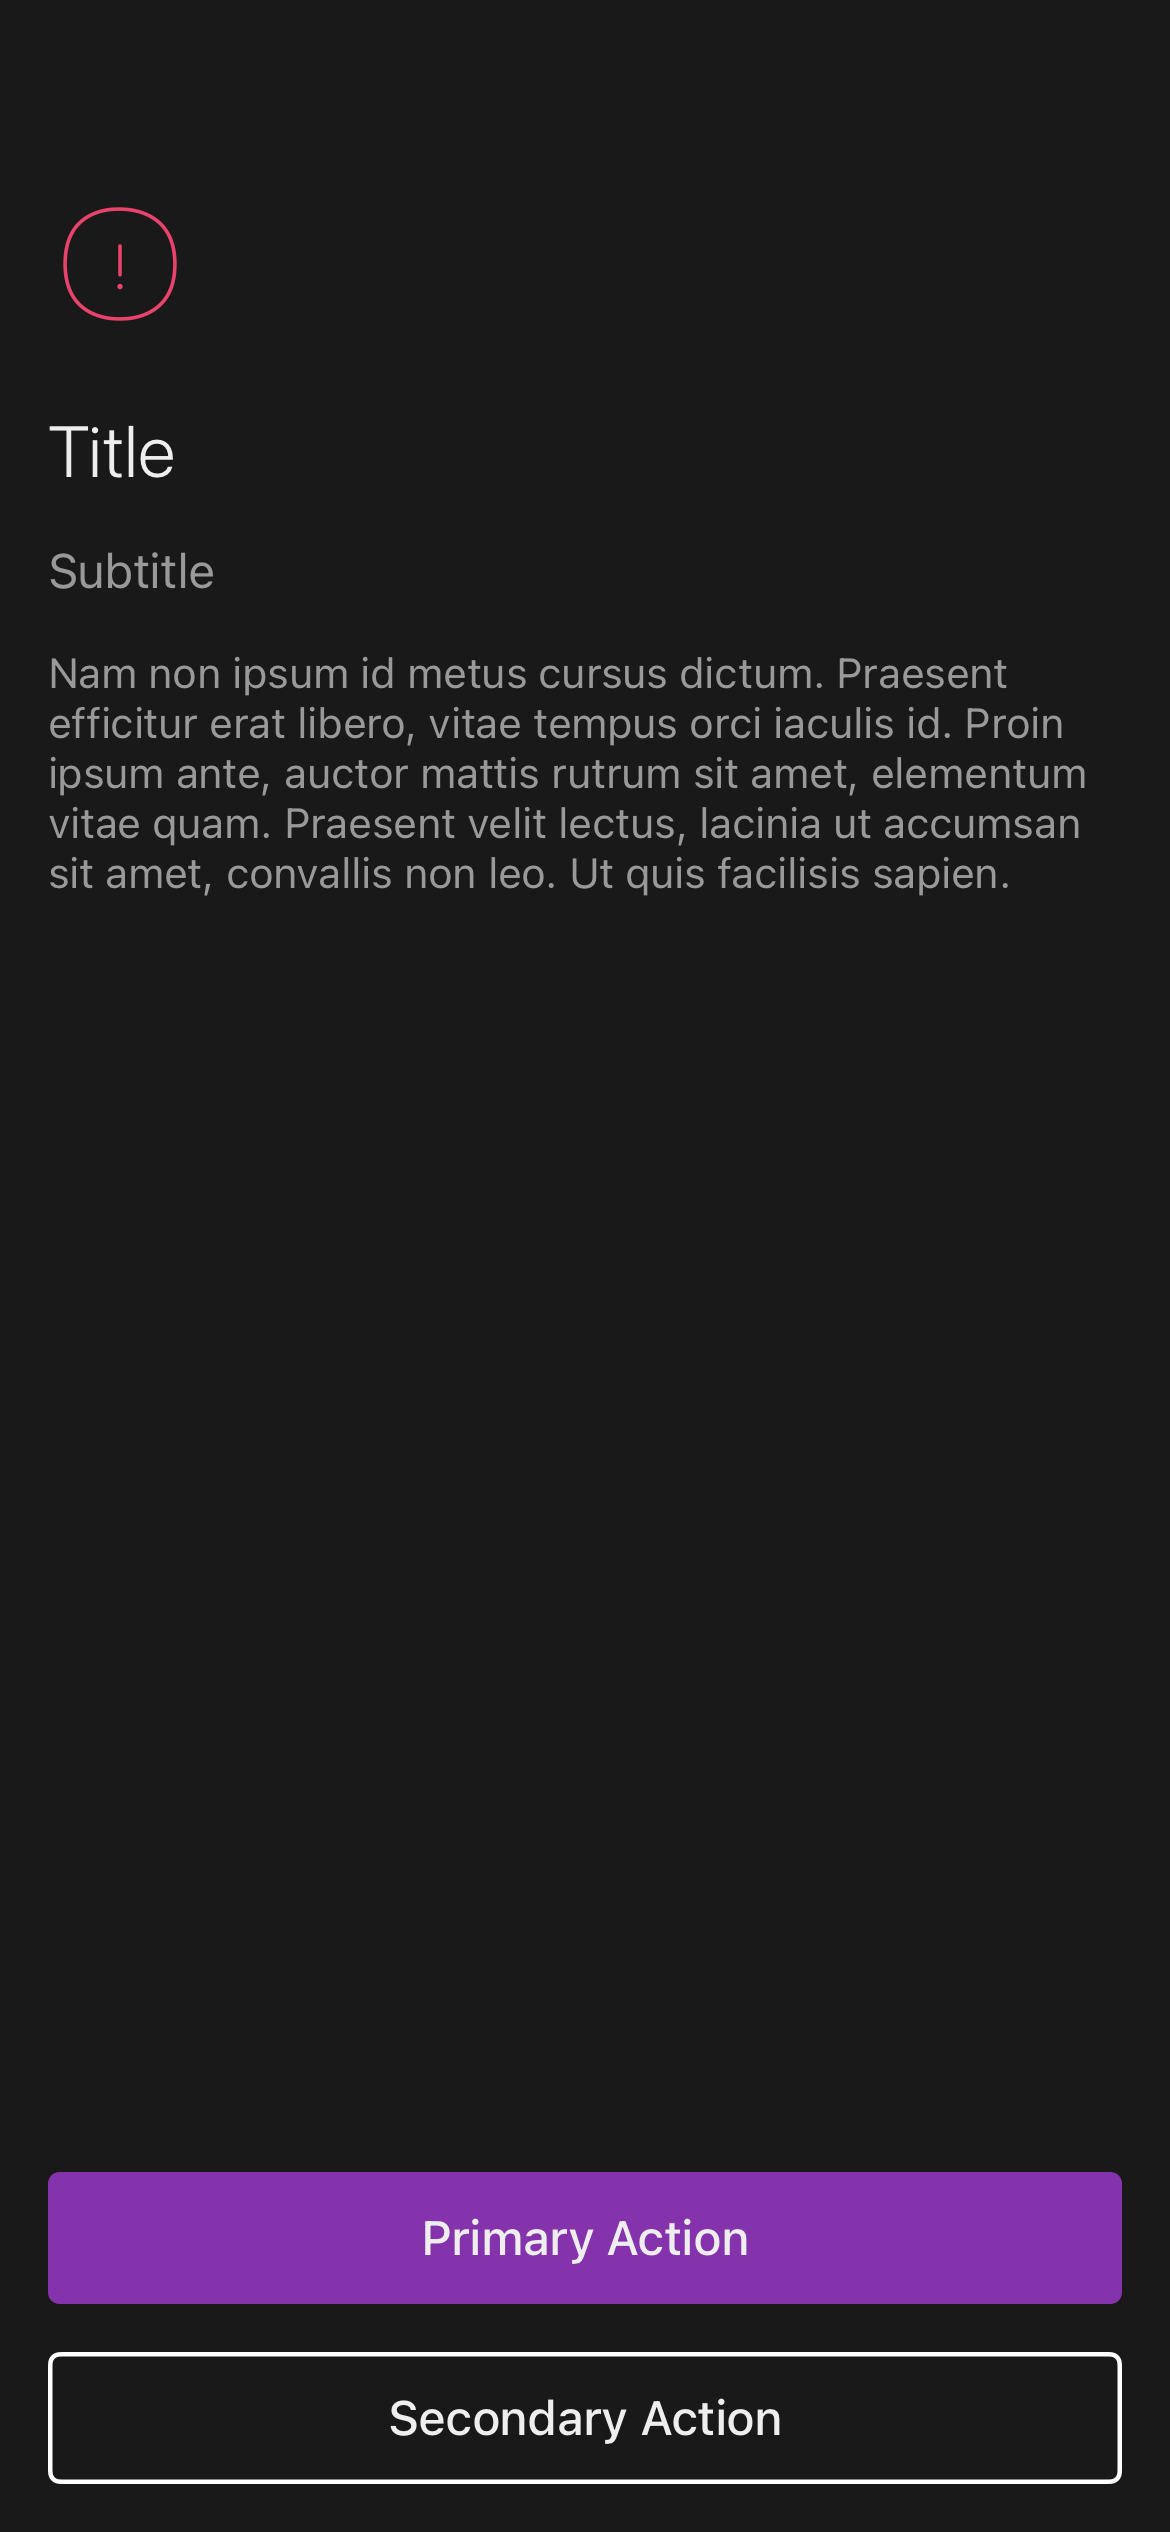 !
Title
Subtitle
Nam non ipsum id metus cursus dictum. Praesent
efficitur erat libero, vitae tempus orci iaculis id. Proin
ipsum ante, auctor mattis rutrum sit amet, elementum
vitae quam. Praesent velit lectus, lacinia ut accumsan
sit amet, convallis non leo. Ut quis facilisis sapien.
Primary Action
Secondary Action